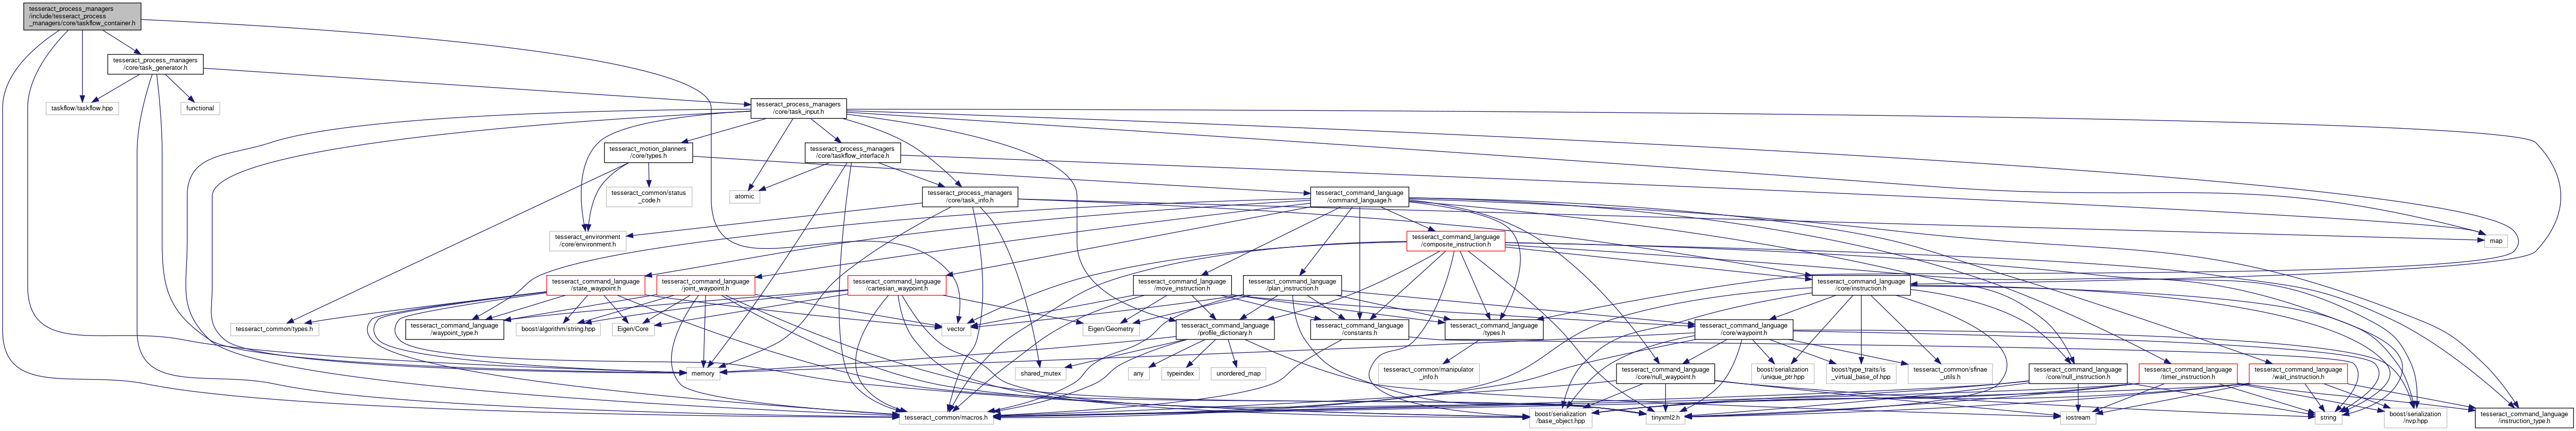 tesseract_process_managers
/include/tesseract_process
_managers/core/taskflow_container.h
tesseract_process_managers
/core/task_generator.h
taskflow/taskflow.hpp
functional
tesseract_process_managers
/core/task_input.h
tesseract_motion_planners
/core/types.h
tesseract_process_managers
/core/taskflow_interface.h
tesseract_common/status
_code.h
atomic
tesseract_process_managers
/core/task_info.h
tesseract_command_language
/command_language.h
tesseract_environment
/core/environment.h
tesseract_command_language
/composite_instruction.h
map
tesseract_command_language
/state_waypoint.h
tesseract_command_language
/joint_waypoint.h
tesseract_command_language
/cartesian_waypoint.h
tesseract_command_language
/move_instruction.h
tesseract_command_language
/plan_instruction.h
tesseract_command_language
/core/instruction.h
tesseract_common/types.h
tesseract_command_language
/waypoint_type.h
boost/algorithm/string.hpp
Eigen/Core
vector
Eigen/Geometry
tesseract_command_language
/profile_dictionary.h
tesseract_command_language
/constants.h
tesseract_command_language
/types.h
tesseract_command_language
/core/waypoint.h
memory
shared_mutex
any
typeindex
unordered_map
tesseract_common/manipulator
_info.h
tesseract_command_language
/core/null_waypoint.h
boost/serialization
/unique_ptr.hpp
boost/type_traits/is
_virtual_base_of.hpp
tesseract_common/sfinae
_utils.h
tesseract_command_language
/core/null_instruction.h
tesseract_command_language
/timer_instruction.h
tesseract_command_language
/wait_instruction.h
tesseract_common/macros.h
boost/serialization
/base_object.hpp
tinyxml2.h
iostream
string
boost/serialization
/nvp.hpp
tesseract_command_language
/instruction_type.h